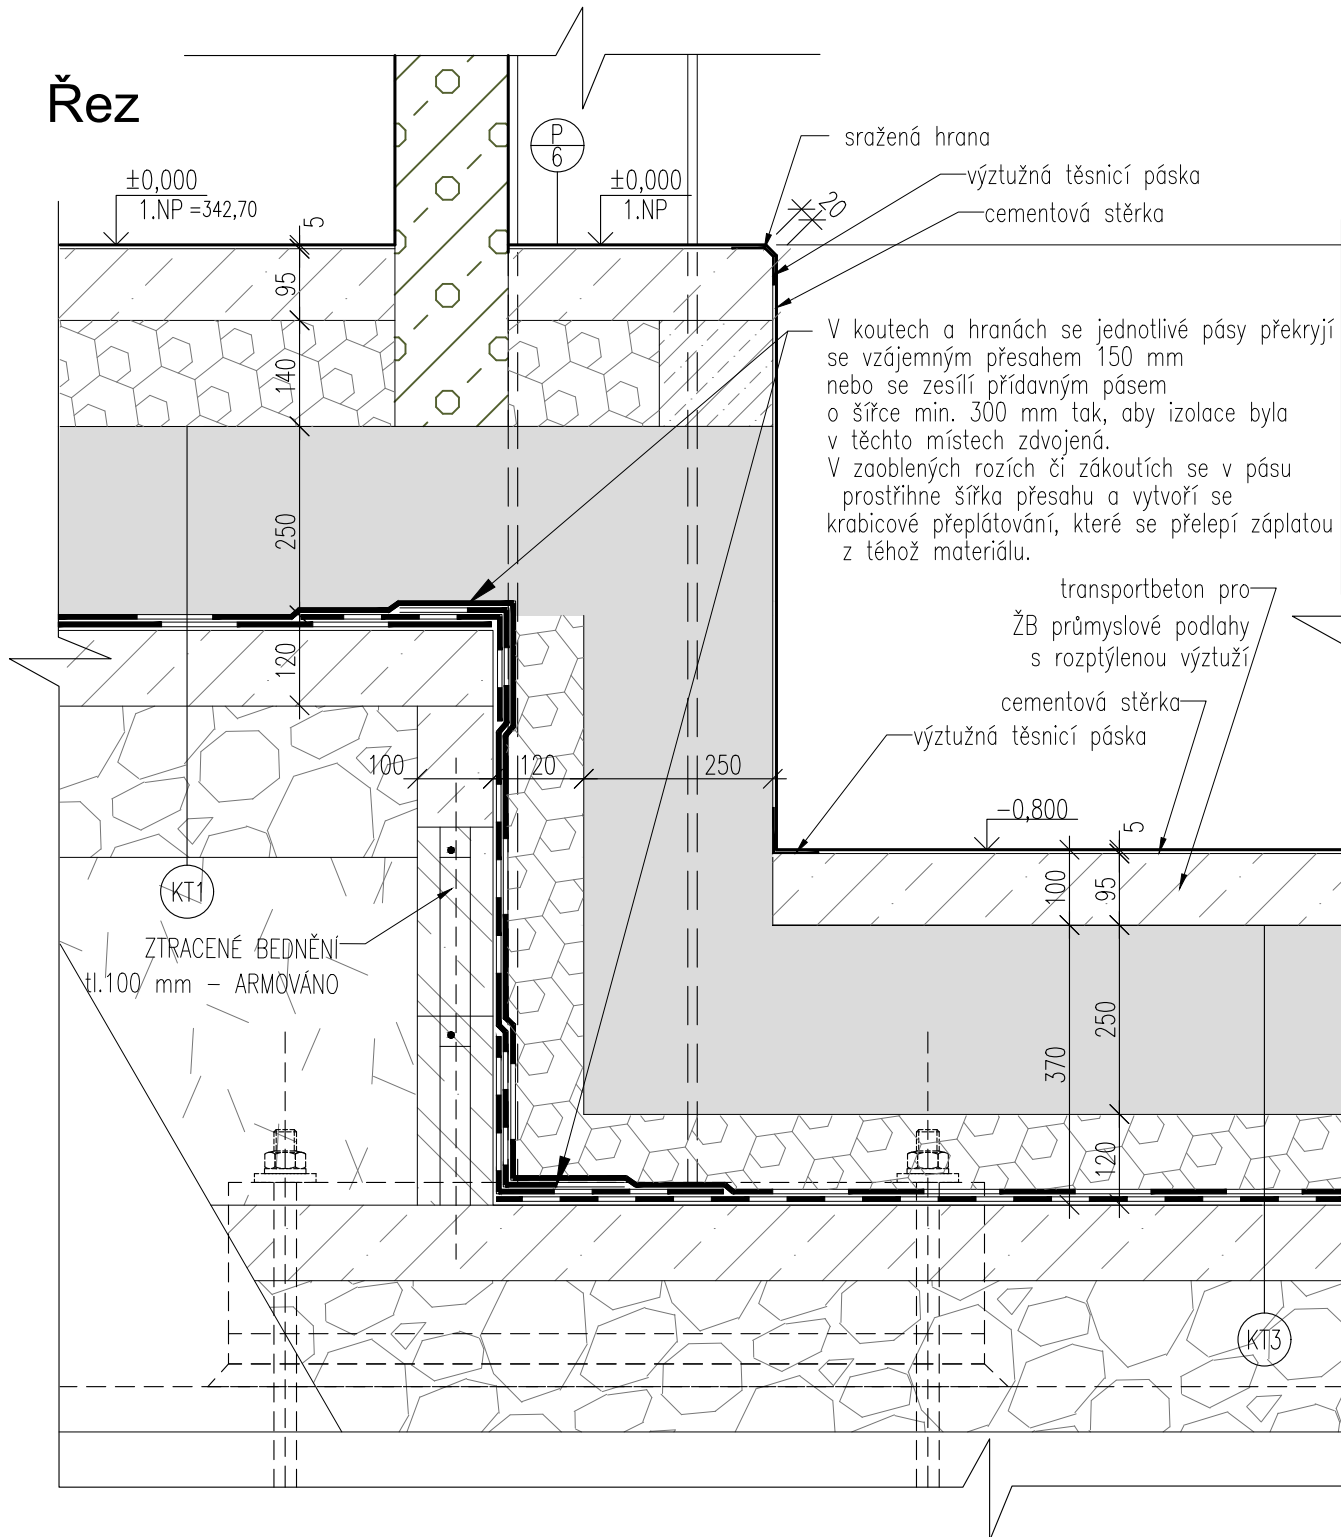 Řez
P
6
±0,000
1.NP =342,70
±0,000
1.NP
5
20
sražená hrana
výztužná těsnicí páska
cementová stěrka
95
140
250
120
V koutech a hranách se jednotlivé pásy překryjí
se vzájemným přesahem 150 mm
nebo se zesílí přídavným pásem
o šířce min. 300 mm tak, aby izolace byla
v těchto místech zdvojená.
V zaoblených rozích či zákoutích se v pásu
prostřihne šířka přesahu a vytvoří se
krabicové přeplátování, které se přelepí záplatou
z téhož materiálu.
transportbeton pro
ŽB průmyslové podlahy
s rozptýlenou výztuží
cementová stěrka
výztužná těsnicí páska
100
120
250
-0,800
5
100
95
KT1
ZTRACENÉ BEDNĚNÍ
tl.100 mm - ARMOVÁNO
250
370
120
KT3